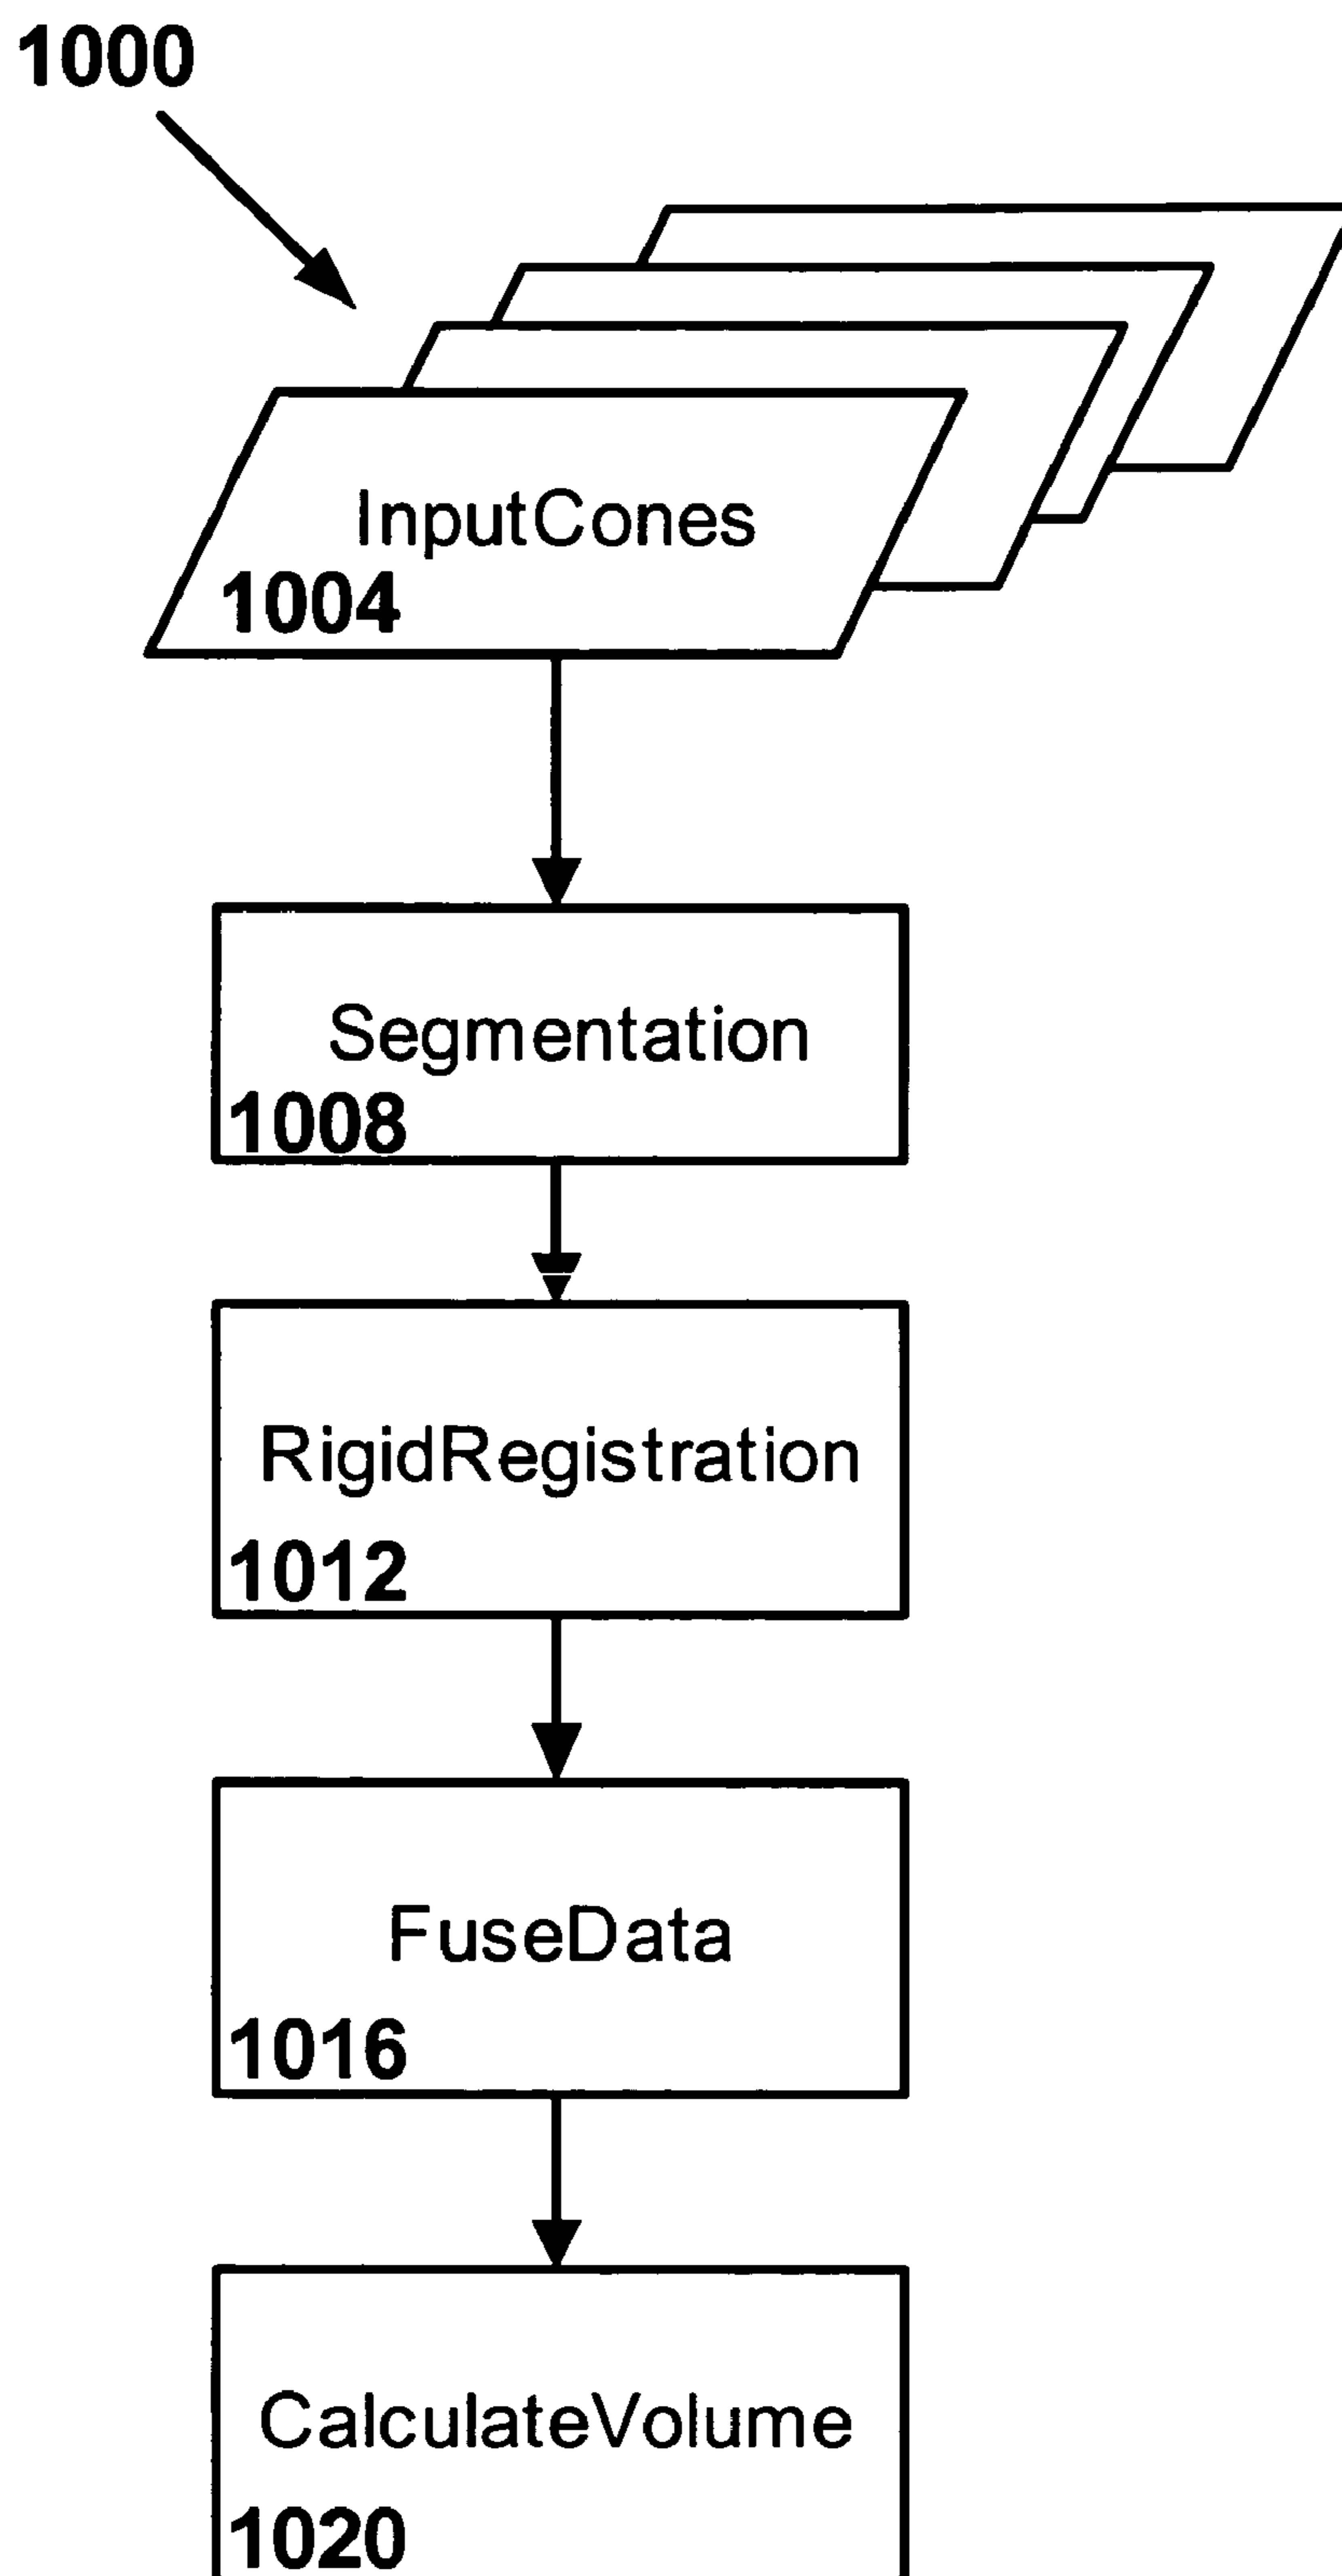 1000
InputCones
1004
Segmentation
1008
RigidRegistration
1012
FuseData
1016
CalculateVolume
1020